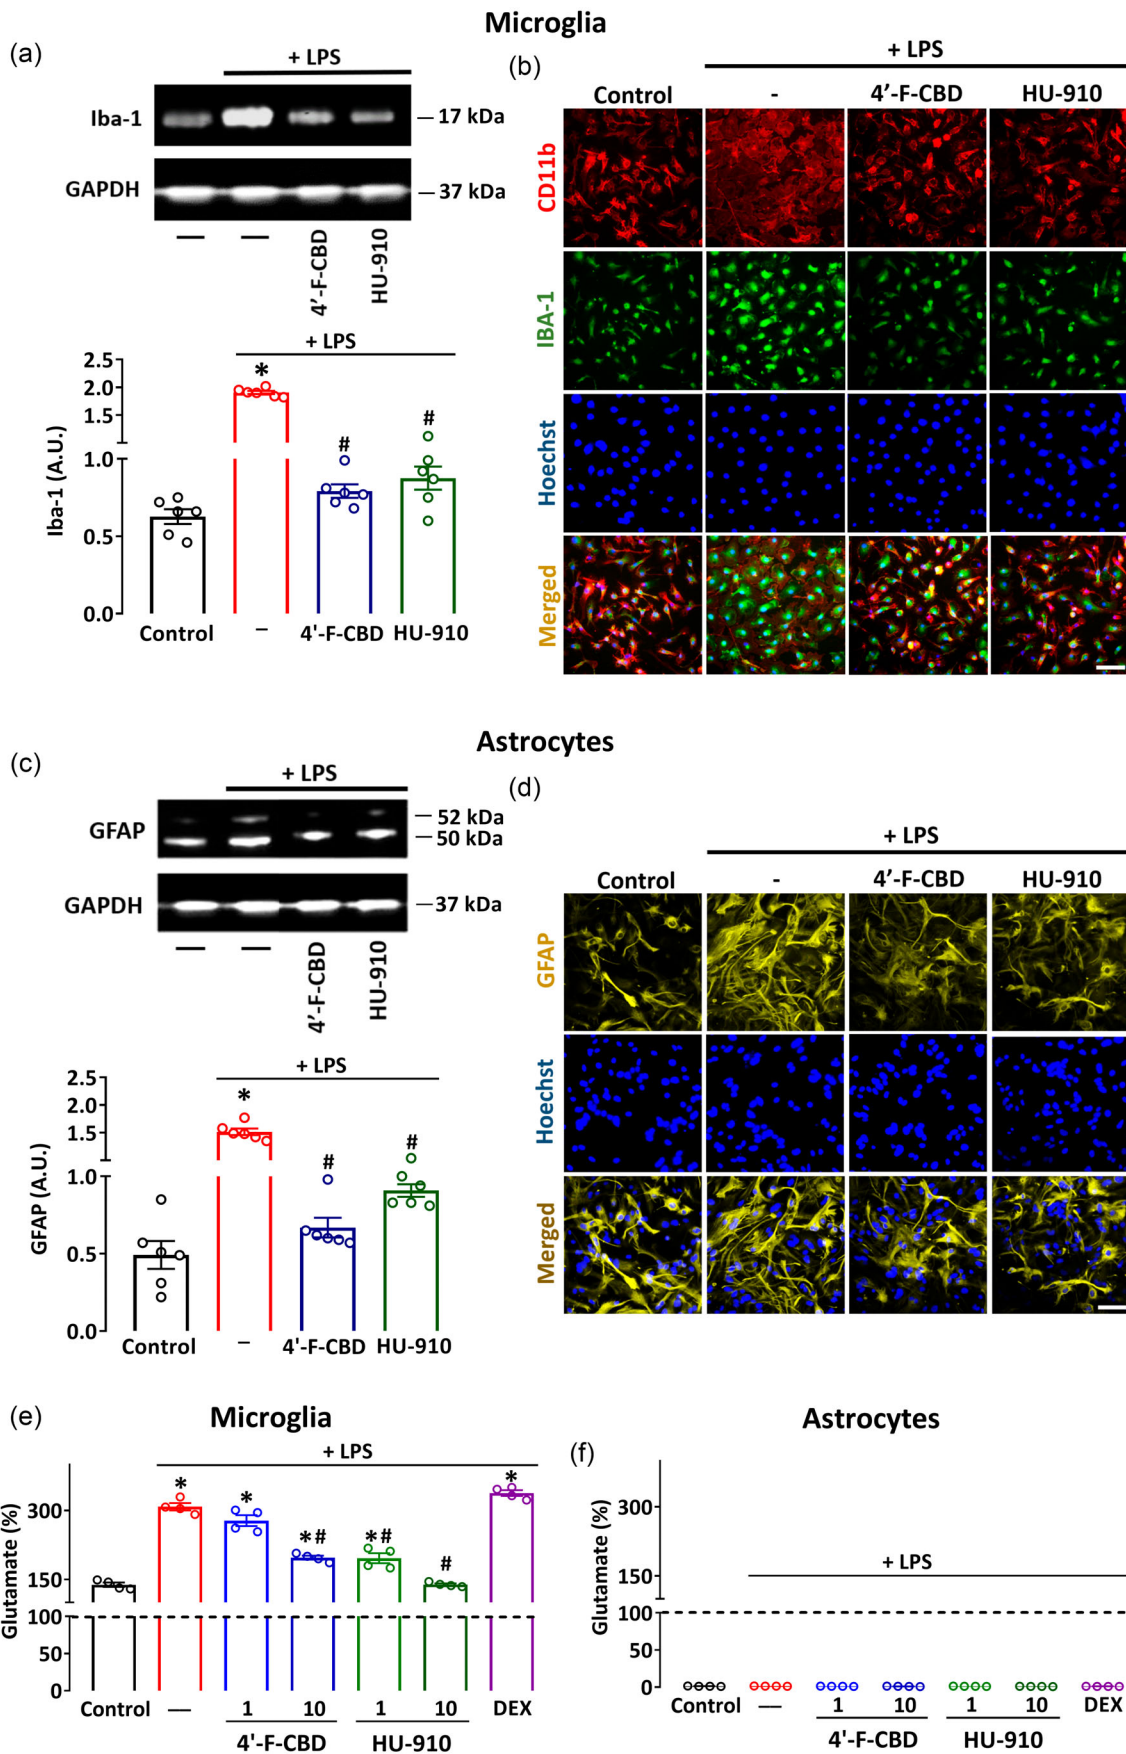 Microglia
(a)
+ LPS
Iba-1
17 kDa
GAPDH
37 kDa
— — 4’-F-CBD HU-910
+ LPS
Iba-1 (A.U.)
2.5
2.0
1.5
1.0
0.5
0.0
*
#
#
Control – 4'-F-CBD HU-910
(b)
+ LPS
Control - 4’-F-CBD HU-910
CD11b
IBA-1
Hoechst
Merged
Astrocytes
(c)
+ LPS
GFAP
52 kDa
50 kDa
GAPDH
37 kDa
— — 4’-F-CBD HU-910
+ LPS
GFAP (A.U.)
2.5
2.0
1.5
1.0
0.5
0.0
*
#
#
Control – 4'-F-CBD HU-910
(d)
+ LPS
Control - 4’-F-CBD HU-910
GFAP
Hoechst
Merged
(e)
Microglia
+ LPS
Glutamate (%)
300
150
100
50
0
*
*
*#
*#
#
*
Control — 1 10 1 10 DEX
4'-F-CBD HU-910
(f)
Astrocytes
+ LPS
Glutamate (%)
300
150
100
50
0
Control — 1 10 1 10 DEX
4'-F-CBD HU-910